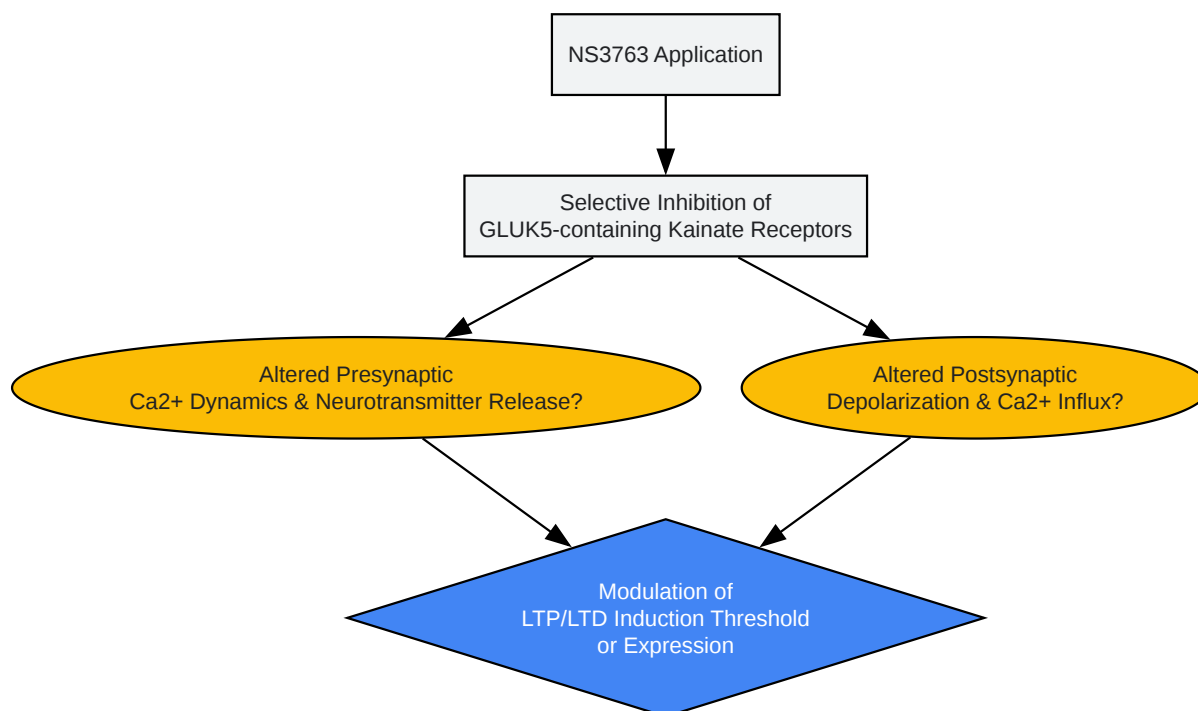 NS3763 Application
Selective Inhibition of
GLUK5-containing Kainate Receptors
Altered Presynaptic
Ca2+ Dynamics & Neurotransmitter Release?
Altered Postsynaptic
Depolarization & Ca2+ Influx?
Modulation of
LTP/LTD Induction Threshold
or Expression